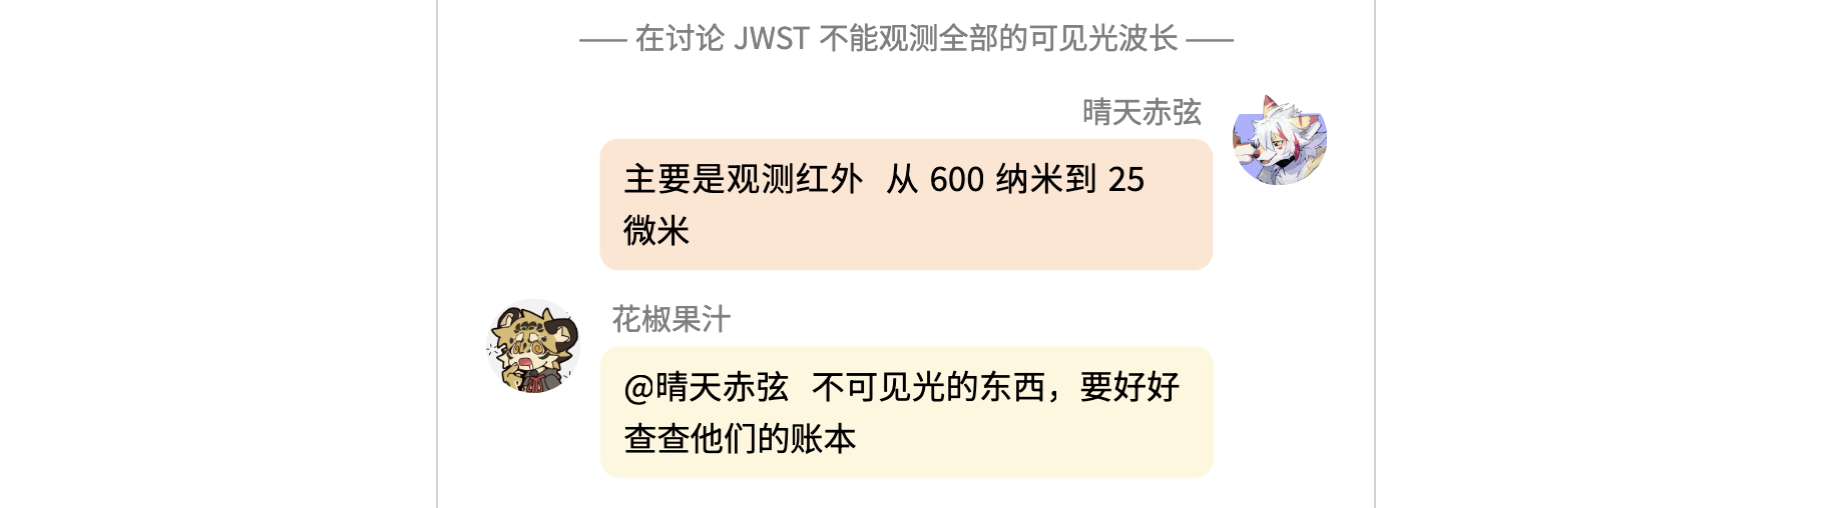 —— 在讨论 JWST 不能观测全部的可见光波长 ——
晴天赤弦
主要是观测红外  从 600 纳米到 25
微米
花椒果汁
@晴天赤弦  不可见光的东西，要好好
查查他们的账本